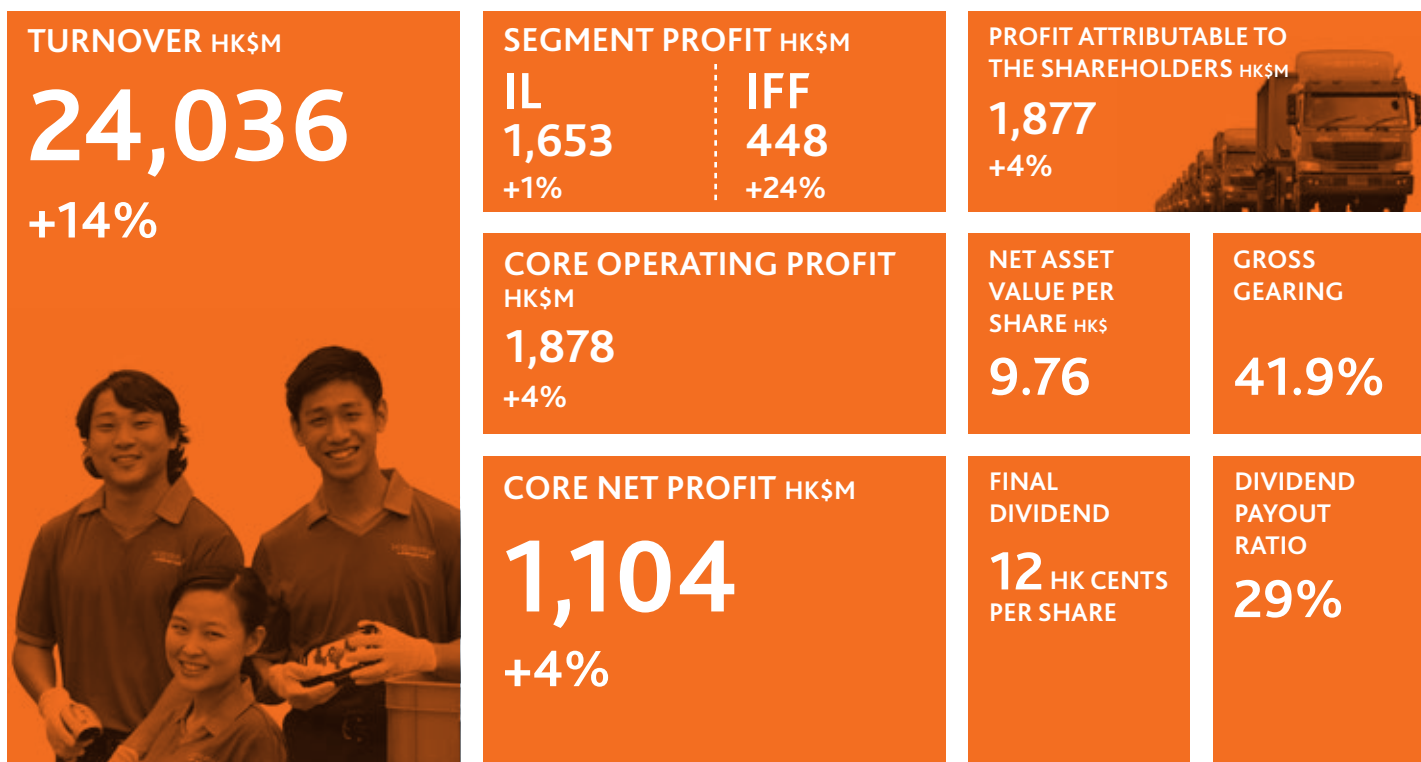 TURNOVER HK$M
24,036
+14%
SEGMENT PROFIT HK$M
IL
1,653
+1%
IFF
448
+24%
PROFIT ATTRIBUTABLE TO
THE SHAREHOLDERS HK$M
1,877
+4%
CORE OPERATING PROFIT
HK$M
1,878
+4%
NET ASSET
VALUE PER
SHARE HK$
9.76
GROSS
GEARING
41.9%
CORE NET PROFIT HK$M
1,104
+4%
FINAL
DIVIDEND
12 HK CENTS
PER SHARE
DIVIDEND
PAYOUT
RATIO
29%